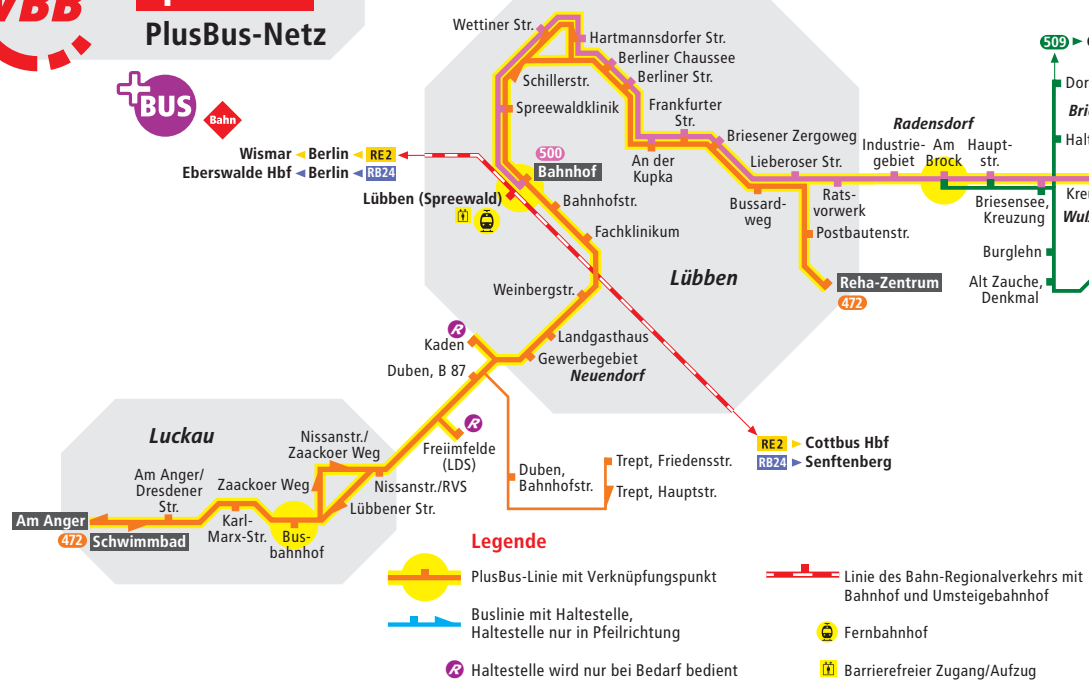 VBB
PlusBus-Netz
BUS
Bahn
Wismar
Berlin
RE2
Eberswalde Hbf
Berlin
RB24
Lübben (Spreewald)
Wettiner Str.
Hartmannsdorfer Str.
Berliner Chaussee
Berliner Str.
Schillerstr.
Spreewaldklinik
Frankfurter
Str.
Briesener Zergoweg
500
Bahnhof
An der
Kupka
Lieberoser Str.
Radensdorf
Industrie-
gebiet
Am
Brock
Haupt-
str.
509
Bahnhofstr.
Fachklinikum
Bussard-
weg
Rats-
vorwerk
Briesensee,
Kreuzung
Postbautenstr.
Burglehn
Alt Zauche,
Denkmal
Lübben
Reha-Zentrum
472
Weinbergstr.
Landgasthaus
Gewerbegebiet
Neuendorf
R
Kaden
Duben, B 87
R
Freiimfelde
(LDS)
RE2
Cottbus Hbf
RB24
Senftenberg
Luckau
Nissanstr./
Zaackoer Weg
Am Anger/
Dresdener
Str.
Zaackoer Weg
Nissanstr./RVS
Lübbener Str.
Duben,
Bahnhofstr.
Trept, Friedensstr.
Trept, Hauptstr.
Am Anger
472
Schwimmbad
Karl-
Marx-Str.
Bus-
bahnhof
Legende
PlusBus-Linie mit Verknüpfungspunkt
Buslinie mit Haltestelle,
Haltestelle nur in Pfeilrichtung
R
Haltestelle wird nur bei Bedarf bedient
Linie des Bahn-Regionalverkehrs mit
Bahnhof und Umsteigebahnhof
Fernbahnhof
Barrierefreier Zugang/Aufzug